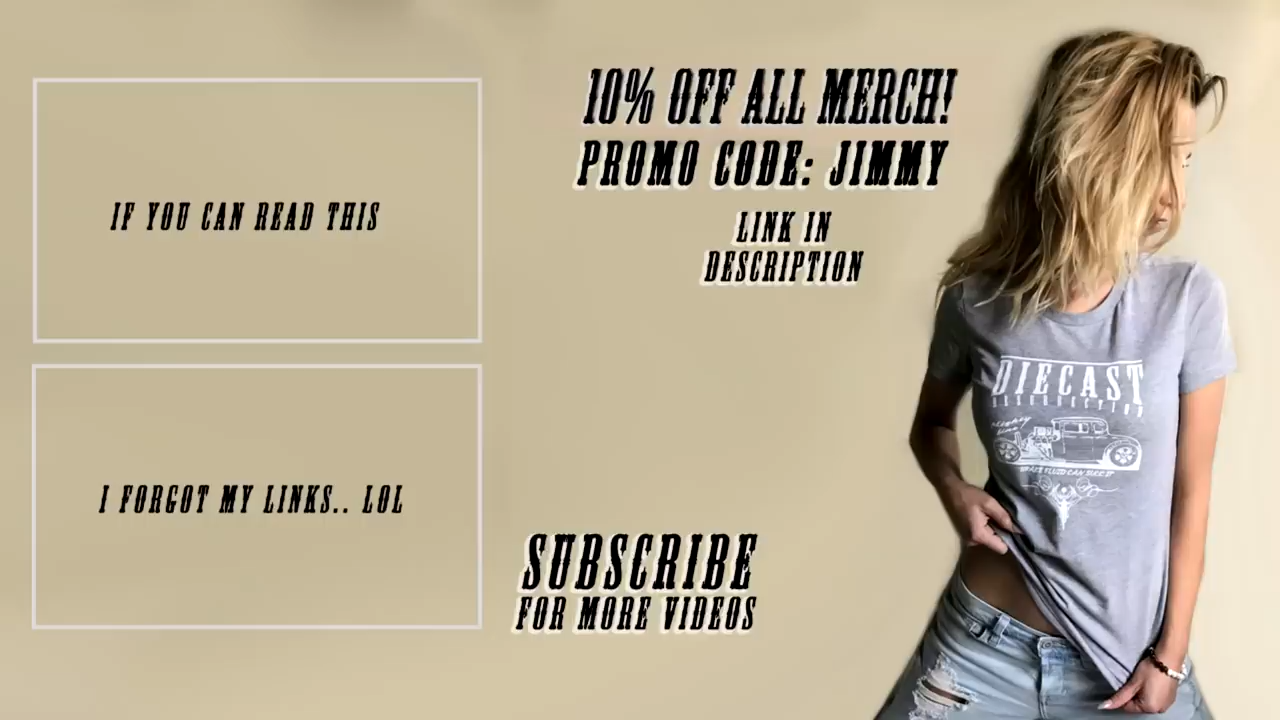 IF YOU CAN READ THIS
I FORGOT MY LINKS.. LOL
10% OFF ALL MERCH!
PROMO CODE: JIMMY
LINK IN
DESCRIPTION
SUBSCRIBE
FOR MORE VIDEOS
DIECAST
RESURRECTION